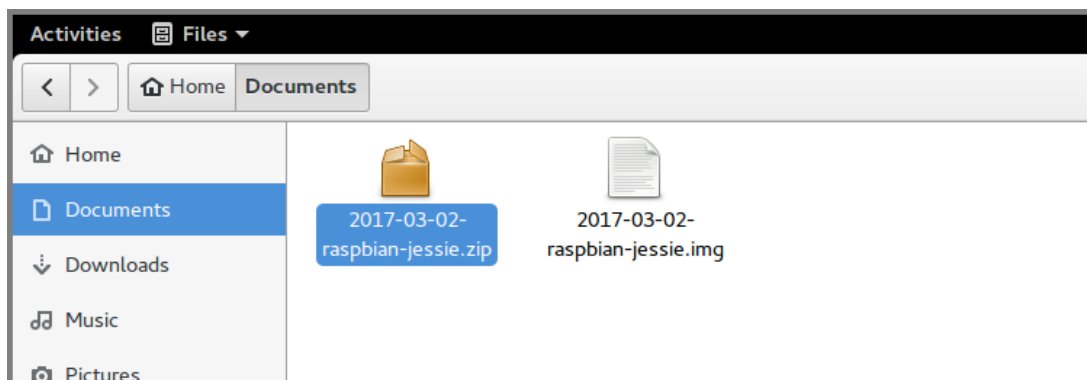 Activities Files
Home Documents
Home
Documents
Downloads
Music
Pictures
2017-03-02-
raspbian-jessie.zip
2017-03-02-
raspbian-jessie.img